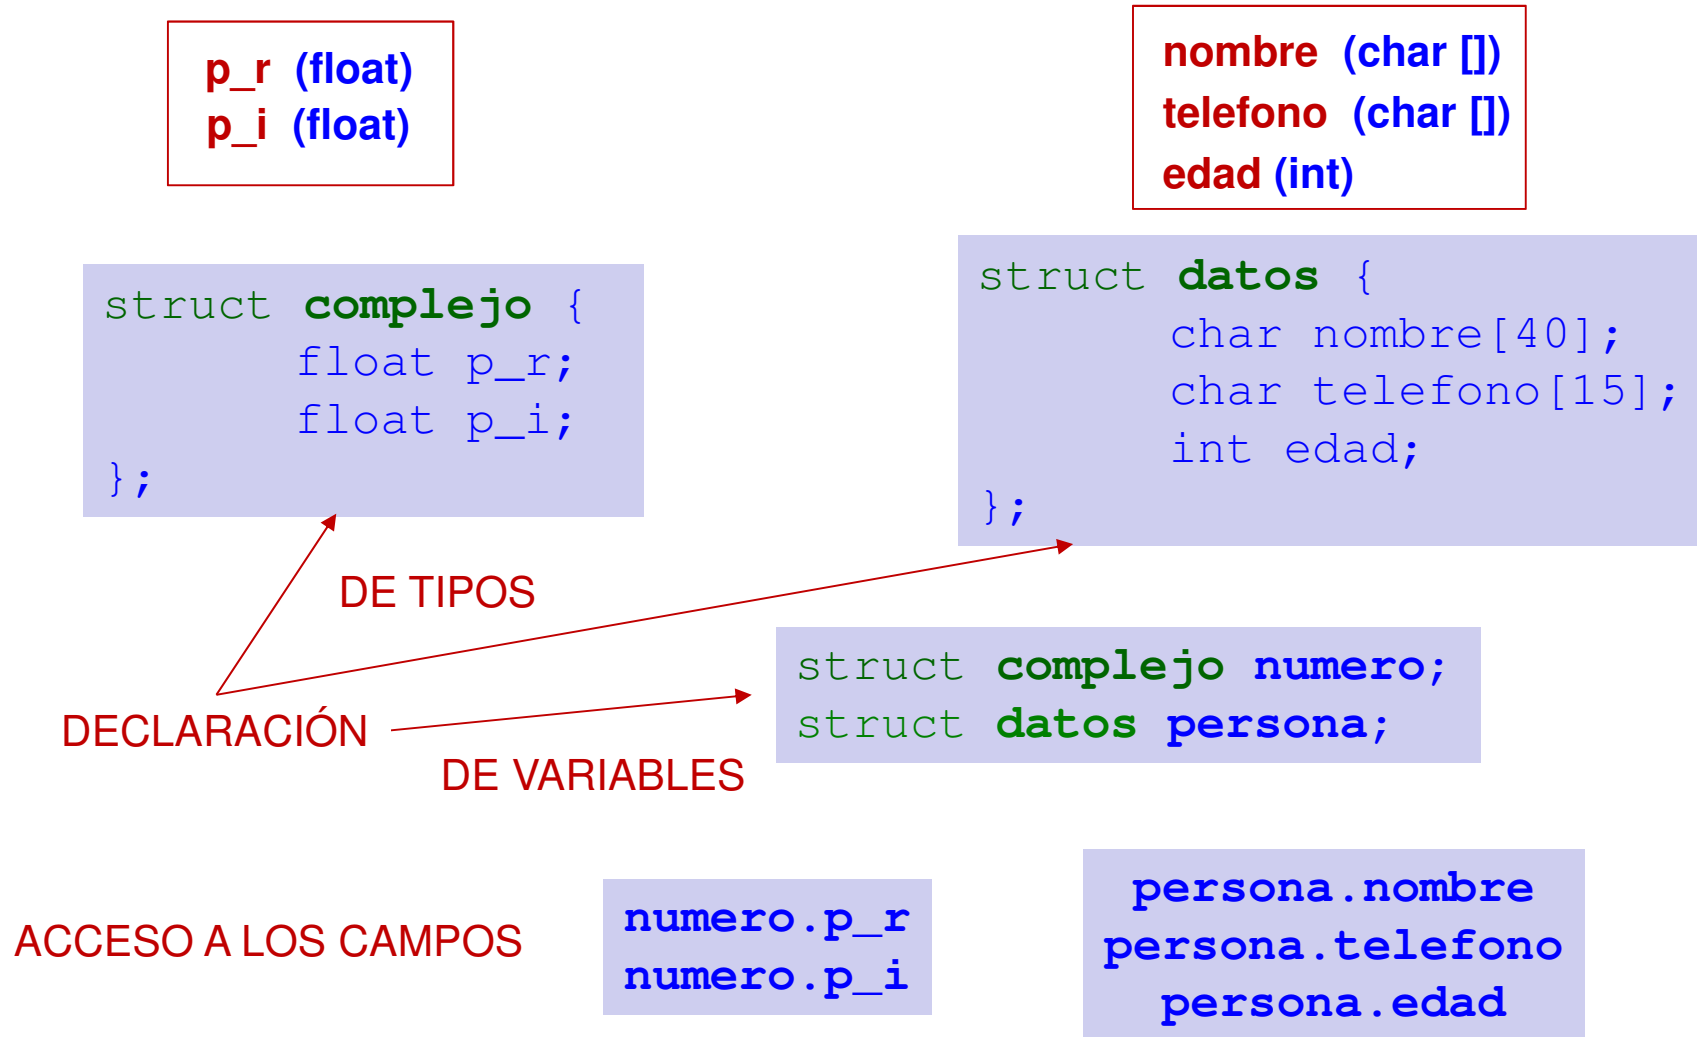 p_r (float)
p_i (float)
nombre (char [])
telefono (char [])
edad (int)
struct complejo {
float p_r;
float p_i;
};
struct datos {
char nombre[40];
char telefono[15];
int edad;
};
DE TIPOS
DECLARACIÓN
DE VARIABLES
struct complejo numero;
struct datos persona;
ACCESO A LOS CAMPOS
numero.p_r
numero.p_i
persona.nombre
persona.telefono
persona.edad